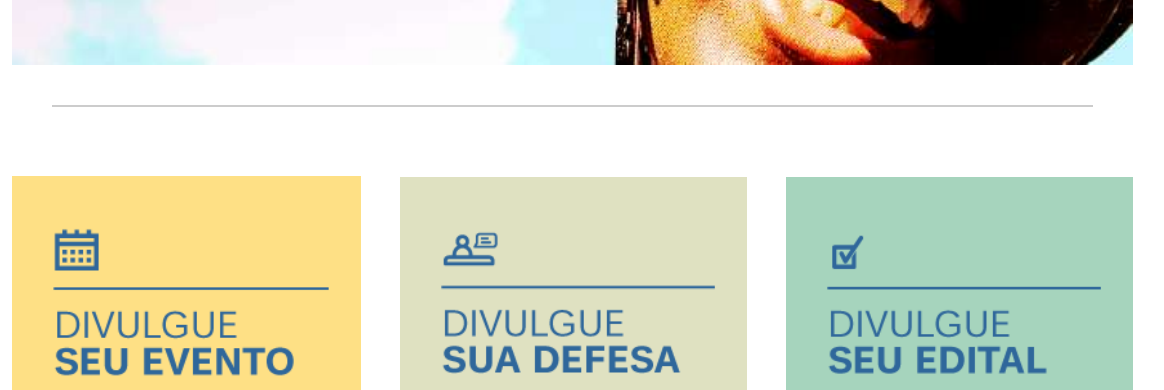 DIVULGUE
SEU EVENTO
DIVULGUE
SUA DEFESA
DIVULGUE
SEU EDITAL